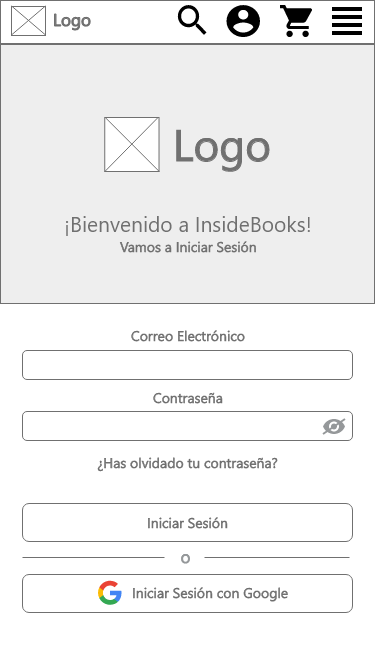 Logo
Logo
¡Bienvenido a InsideBooks!
Vamos a Iniciar Sesión
Correo Electrónico
Contraseña
¿Has olvidado tu contraseña?
Iniciar Sesión
o
Iniciar Sesión con Google